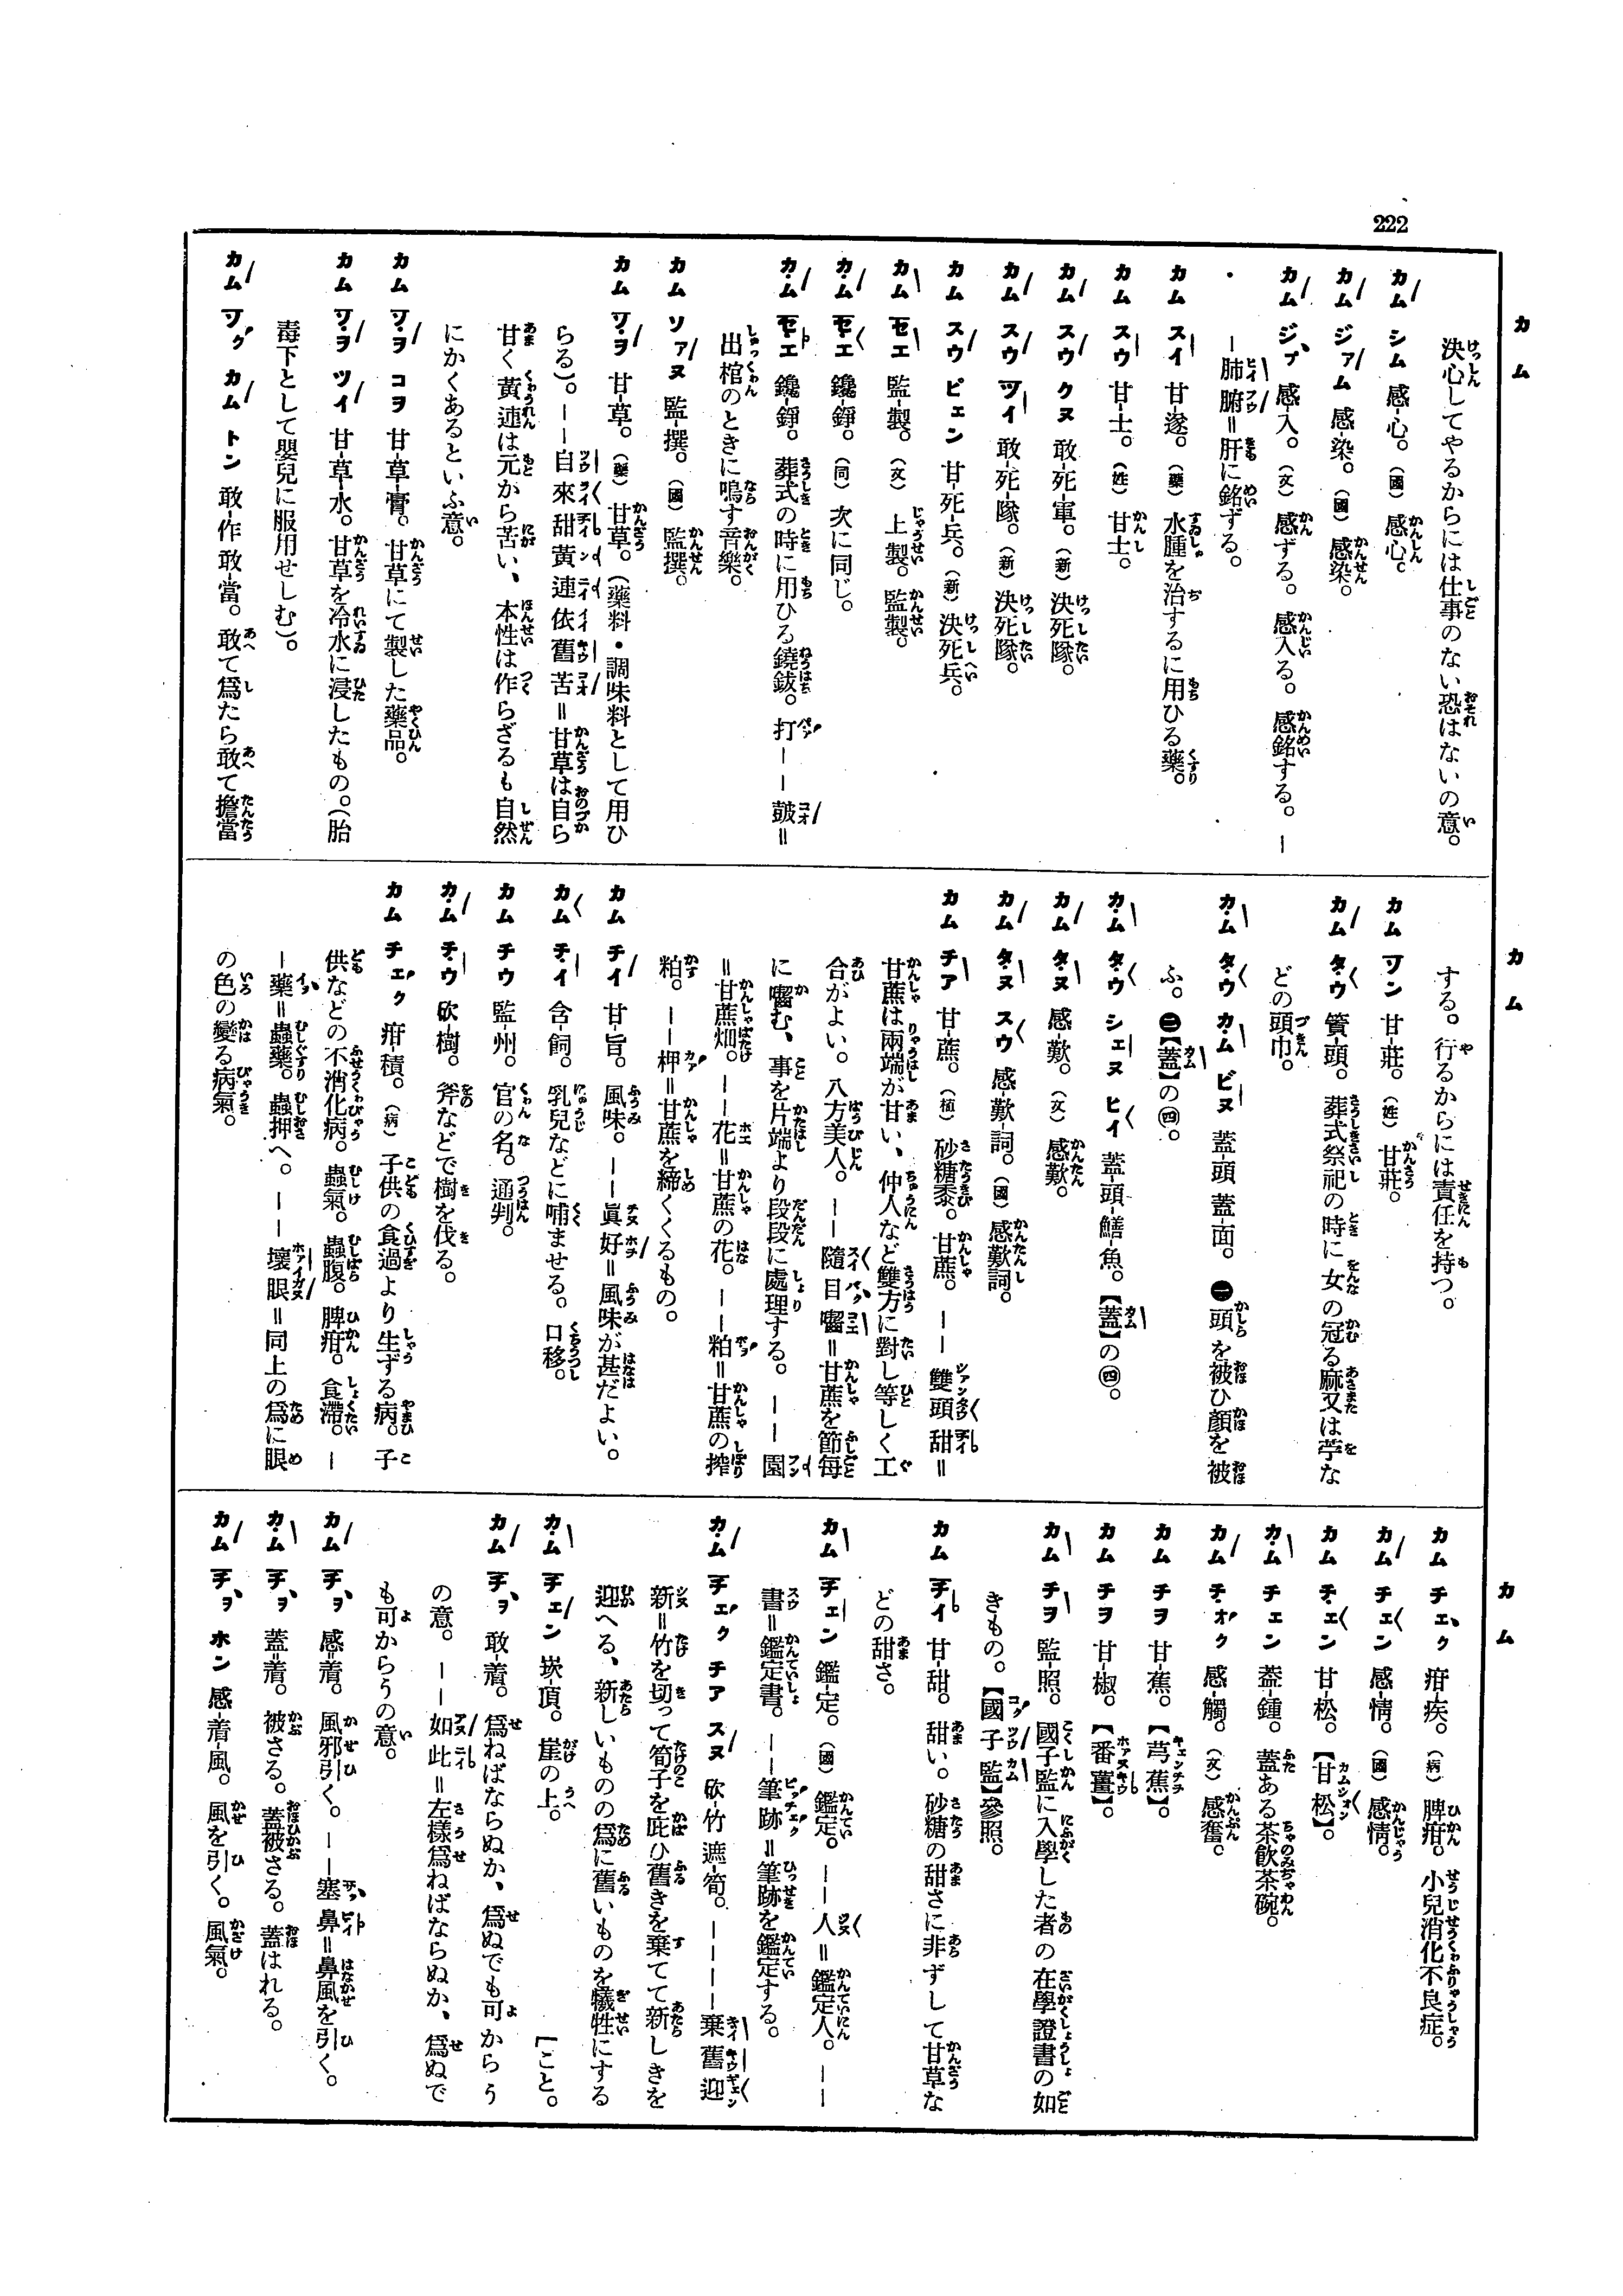 222
カム
決心してやるからには仕事のない恐はないの意。
カム シム 感-心。(國)感心。
カム ジァム 感-染。(國)感染。
カム ジプ 感-入。(文)感ずる。感入る。感銘する。―
―肺腑=肝に銘ずる。
カム スイ 甘-遂。(藥)水腫を治するに用ひる藥。
カム スウ 甘-士。(姓)甘士。
カム スウ クヌ 敢-死-軍。(新)決死隊。
カム スウ ツイ 敢-死-隊。(新)決死隊。
カム スウ ピェン 甘-死-兵。(新)決死兵。
カム セエ 監-製。(文)上製。監製。
カム セエ 鑱-錚。(同)次に同じ。
カム セエ 鑱-錚。葬式の時に用ひる鐃鈸。打――鼓=
出棺のときに鳴す音樂。
カム ソァヌ 監-撰。(國)監撰。
カム ツヲ 甘-草。(藥)甘草。(藥料・調味料として用ひ
らる)。――自來甜黃連依舊苦=甘草は自ら
甘く黃連は元から苦い、本性は作らざるも自然
にかくあるといふ意。
カム ツヲ コヲ 甘-草-膏。甘草にて製した藥品。
カム ツヲ ツイ 甘-草-水。甘草を冷水に浸したもの。(胎
毒下として嬰兒に服用せしむ)。
カム ツク カム トン 敢-作 敢-當。敢て爲たら敢て擔當
カム
する。行るからには責任を持つ。
カム ツン 甘-莊。(姓)甘莊。
カム タウ 篢-頭。葬式祭祀の時に女の冠る麻又は苧な
どの頭巾。
カム タウ カム ビヌ 蓋-頭 蓋-面。㊀頭を被ひ顏を被
ふ。㊁【蓋】の㊃。
カム タウ シェヌ ヒイ 蓋-頭-鱔-魚。【蓋】の㊃。
カム タヌ 感-歎。(文)感歎。
カム タヌ スウ 感-歎-詞。(國)感歎詞。
カム チア 甘-蔗。(植)砂糖黍。甘蔗。――雙頭甜=
甘蔗は兩端が甘い、仲人など雙方に對し等しく工
合がよい。八方美人。――隨目囓=甘蔗を節每
に囓む、事を片端より段段に處理する。――園
=甘蔗畑。――花=甘蔗の花。――粕=甘蔗の搾
粕。――柙=甘蔗を締くくるもの。
カム チイ 甘-旨。風味。――眞好=風味が甚だよい。
カム チイ 含-飼。乳兒などに哺ませる。口移。
カム チウ 監-州。官の名。通判。
カム チウ 砍-樹。斧などで樹を伐る。
カム チェク 疳-積。(病)子供の食過より生ずる病。子
供などの不消化病。蟲氣。蟲腹。脾疳。食滯。―
―藥=蟲藥。蟲押へ。――壞眼=同上の爲に眼
の色の變る病氣。
カム
カム チェク 疳-疾。(病)脾疳。小兒消化不良症。
カム チェン 感-情。(國)感情。
カム チェン 甘-松。【甘松】。
カム チェン 蓋-鍾。蓋ある茶飮茶碗。
カム チオク 感-觸。(文)感奮。
カム チヲ 甘-蕉。【芎蕉】。
カム チヲ 甘-椒。【番薑】。
カム チヲ 監-照。國子監に入學した者の在學證書の如
きもの。【國子監】參照。
カム チイ 甘-甜。甜い。砂糖の甜さに非ずして甘草な
どの甜さ。
カム チェン 鑑-定。(國)鑑定。――人=鑑定人。――
書=鑑定書。――筆跡=筆跡を鑑定する。
カム チェク チア スヌ 砍-竹 遮-筍。――――棄舊迎
新=竹を切って筍子を庇ひ舊きを棄てて新しきを
迎へる、新しいものの爲に舊いものを犧牲にする
カム チェン 崁-頂。崖の上。 [こと。
カム チヲ 敢-着。爲ねばならぬか、爲ぬでも可からう
の意。――如此=左樣爲ねばならぬか、爲ぬで
も可からうの意。
カム チヲ 感=着。風邪引く。――塞鼻=鼻風を引く。
カム チヲ 蓋=着。被さる。蓋被さる。蓋はれる。
カム チヲ ホン 感-着-風。風を引く。風氣。